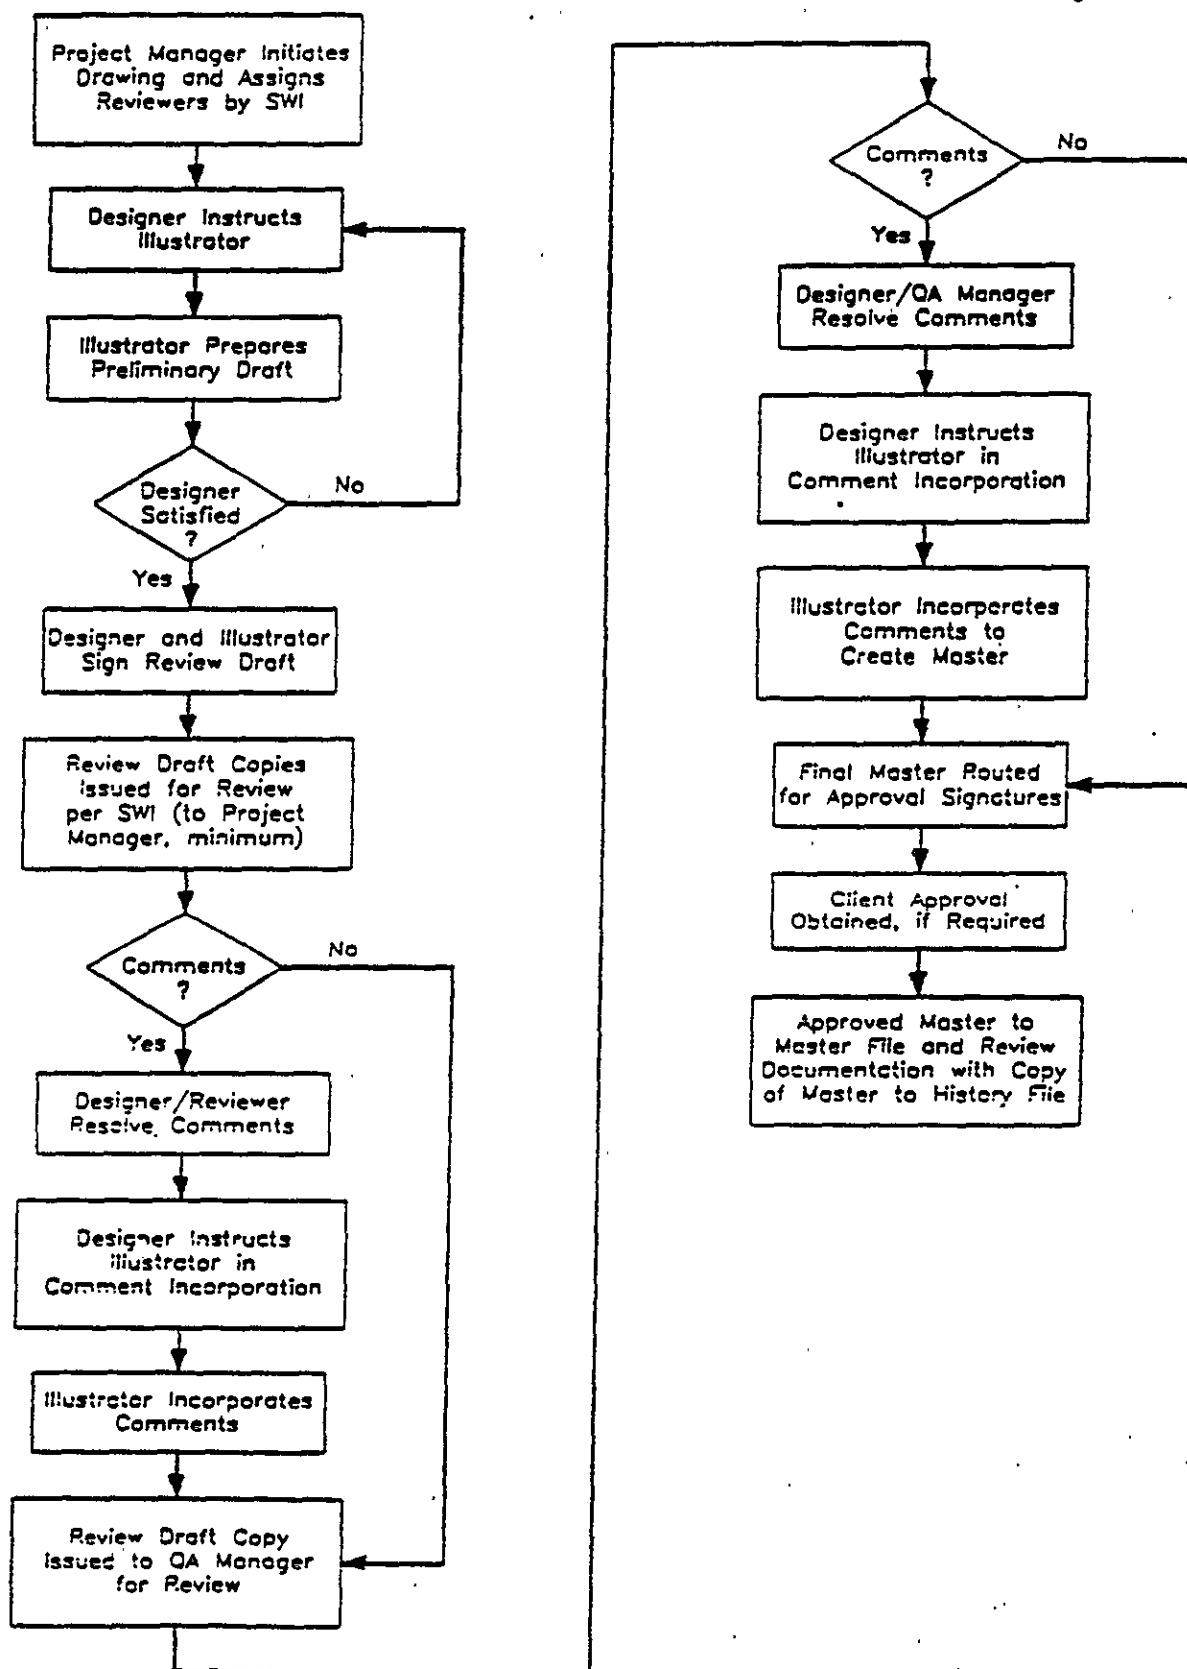 Project Manager Initiates
Drawing and Assigns
Reviewers by SWI
Designer Instructs
Illustrator
Illustrator Prepares
Preliminary Draft
Designer
Satisfied
?
No
Yes
Designer and Illustrator
Sign Review Draft
Review Draft Copies
Issued for Review
per SWI (to Project
Manager, minimum)
Comments
?
No
Yes
Designer/Reviewer
Resolve Comments
Designer Instructs
Illustrator in
Comment Incorporation
Illustrator Incorporates
Comments
Review Draft Copy
Issued to QA Manager
for Review
Comments
?
No
Yes
Designer/QA Manager
Resolve Comments
Designer Instructs
Illustrator in
Comment Incorporation
Illustrator Incorporates
Comments to
Create Master
Final Master Routed
for Approval Signatures
Client Approval
Obtained, if Required
Approved Master to
Master File and Review
Documentation with Copy
of Master to History File